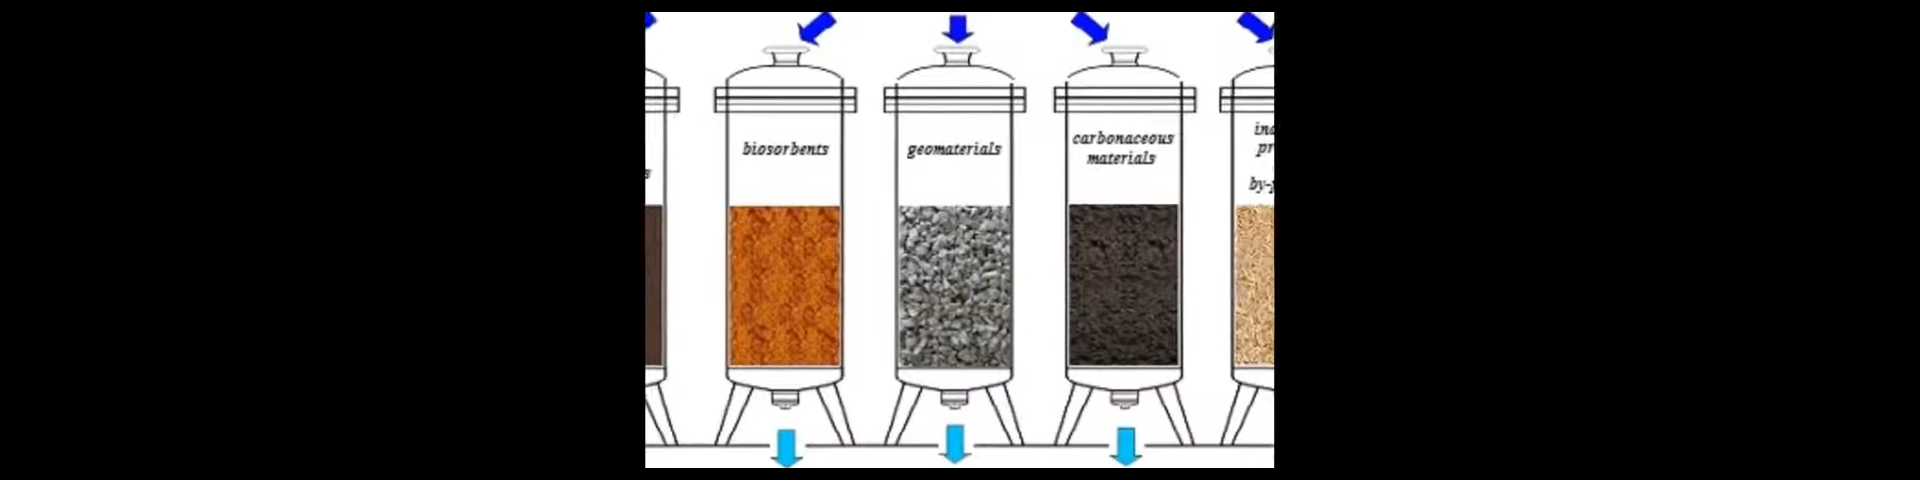 biosorbents
geomaterials
carbonaceous
materials